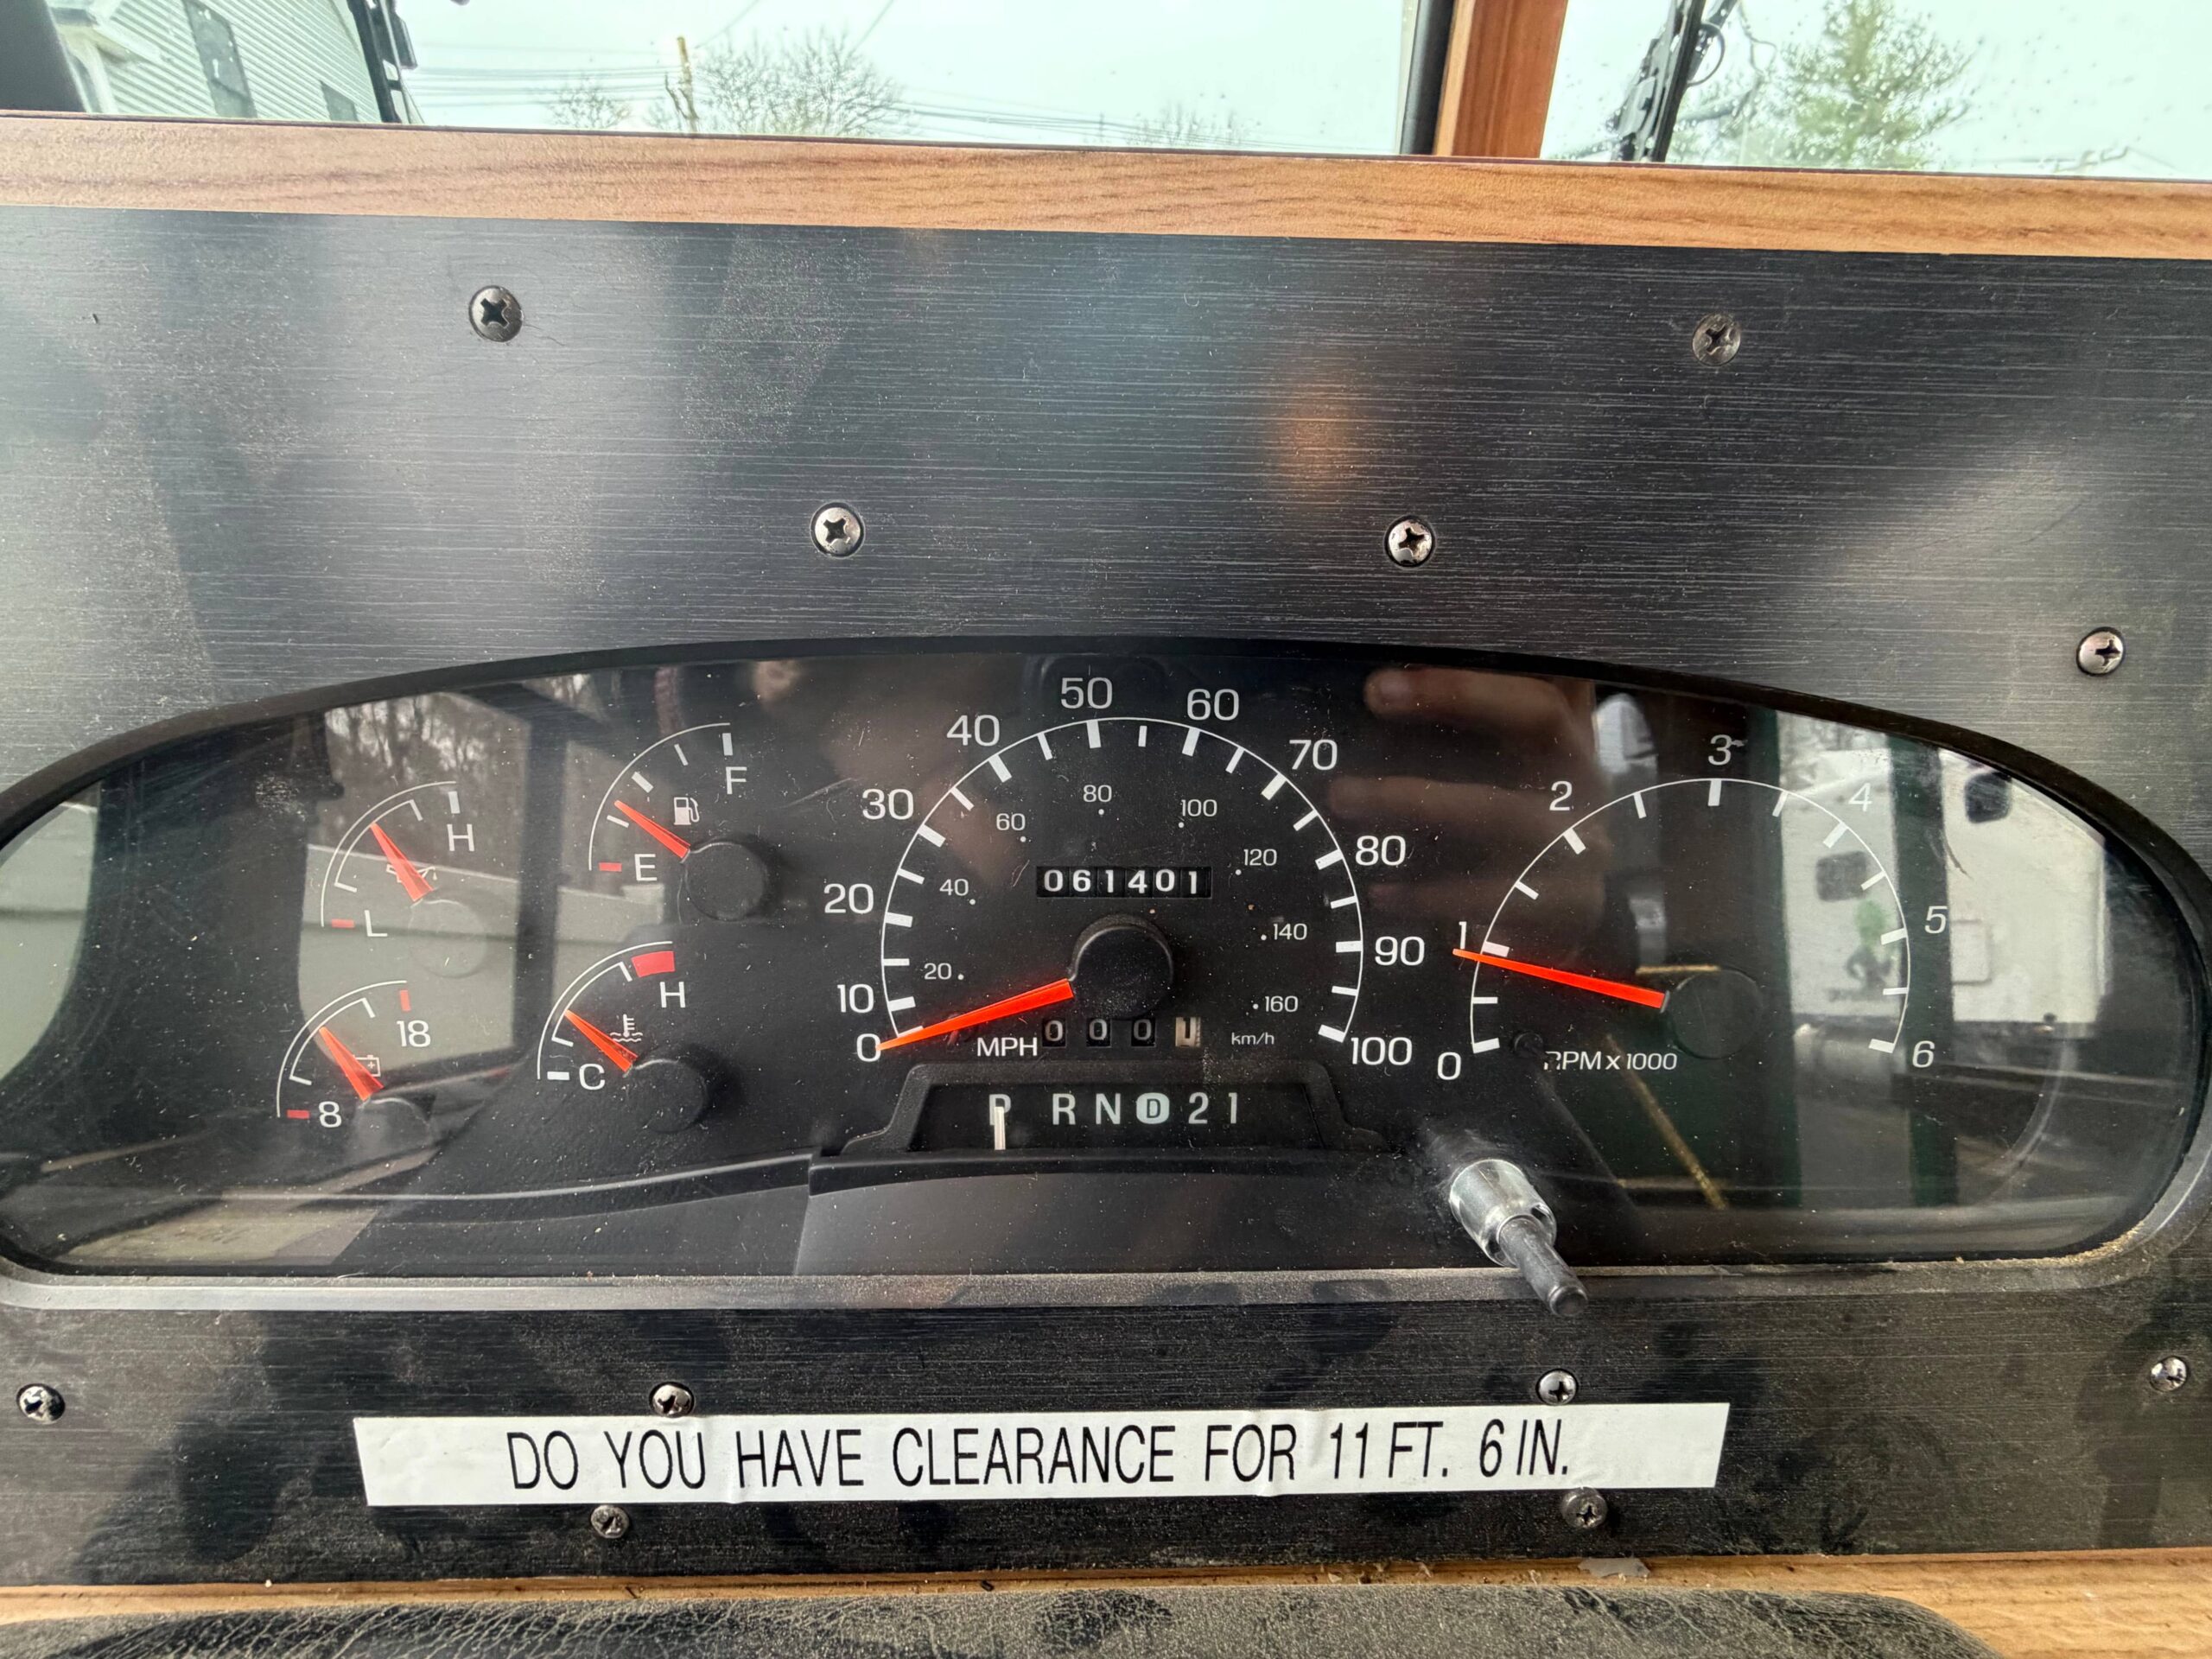 50
40 60
30 70
80
60 100
20 40 120 80
061401
20 140 90
10 160
0 MPH 000 km/h 100
P R N D 2 1
H
L
F
E
18
8
H
C
3
2 4
1 5
0 RPM x 1000 6
DO YOU HAVE CLEARANCE FOR 11 FT. 6 IN.